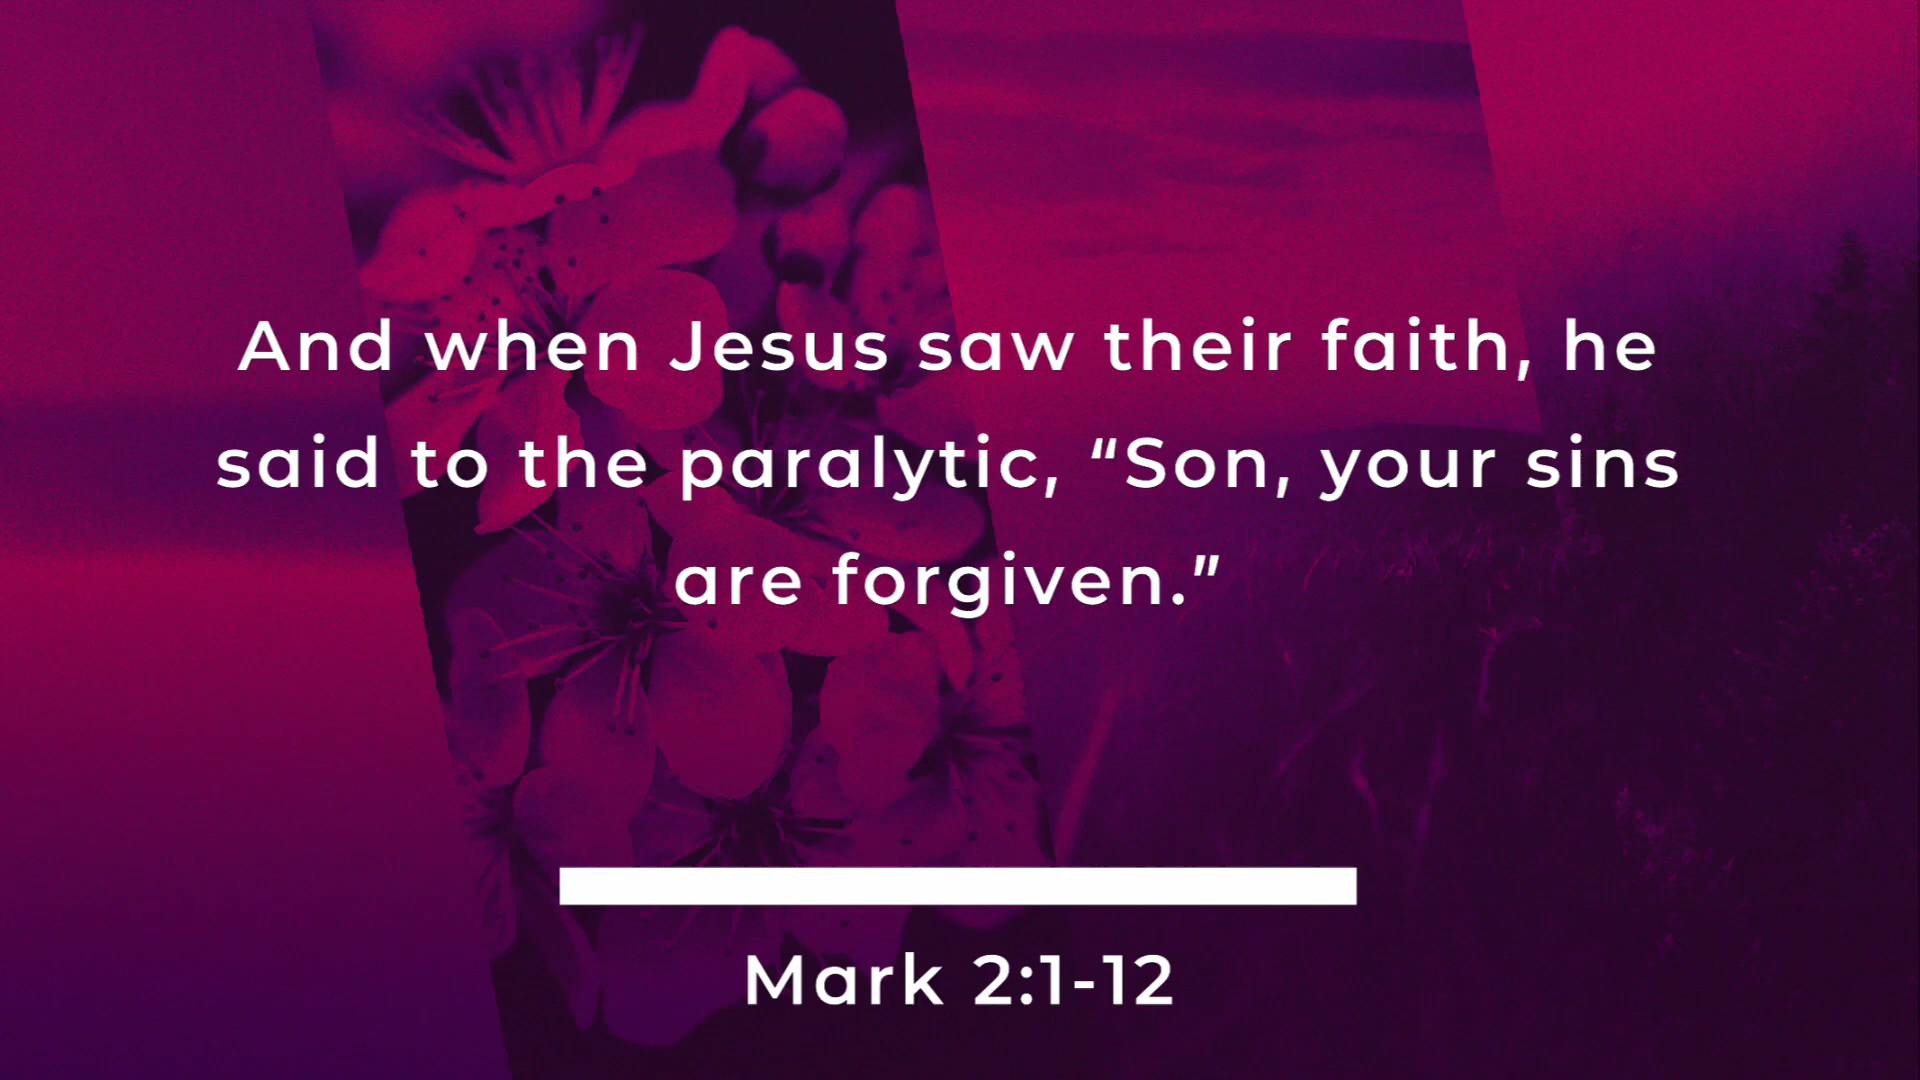 And when Jesus saw their faith, he
said to the paralytic, “Son, your sins
are forgiven.”
Mark 2:1-12